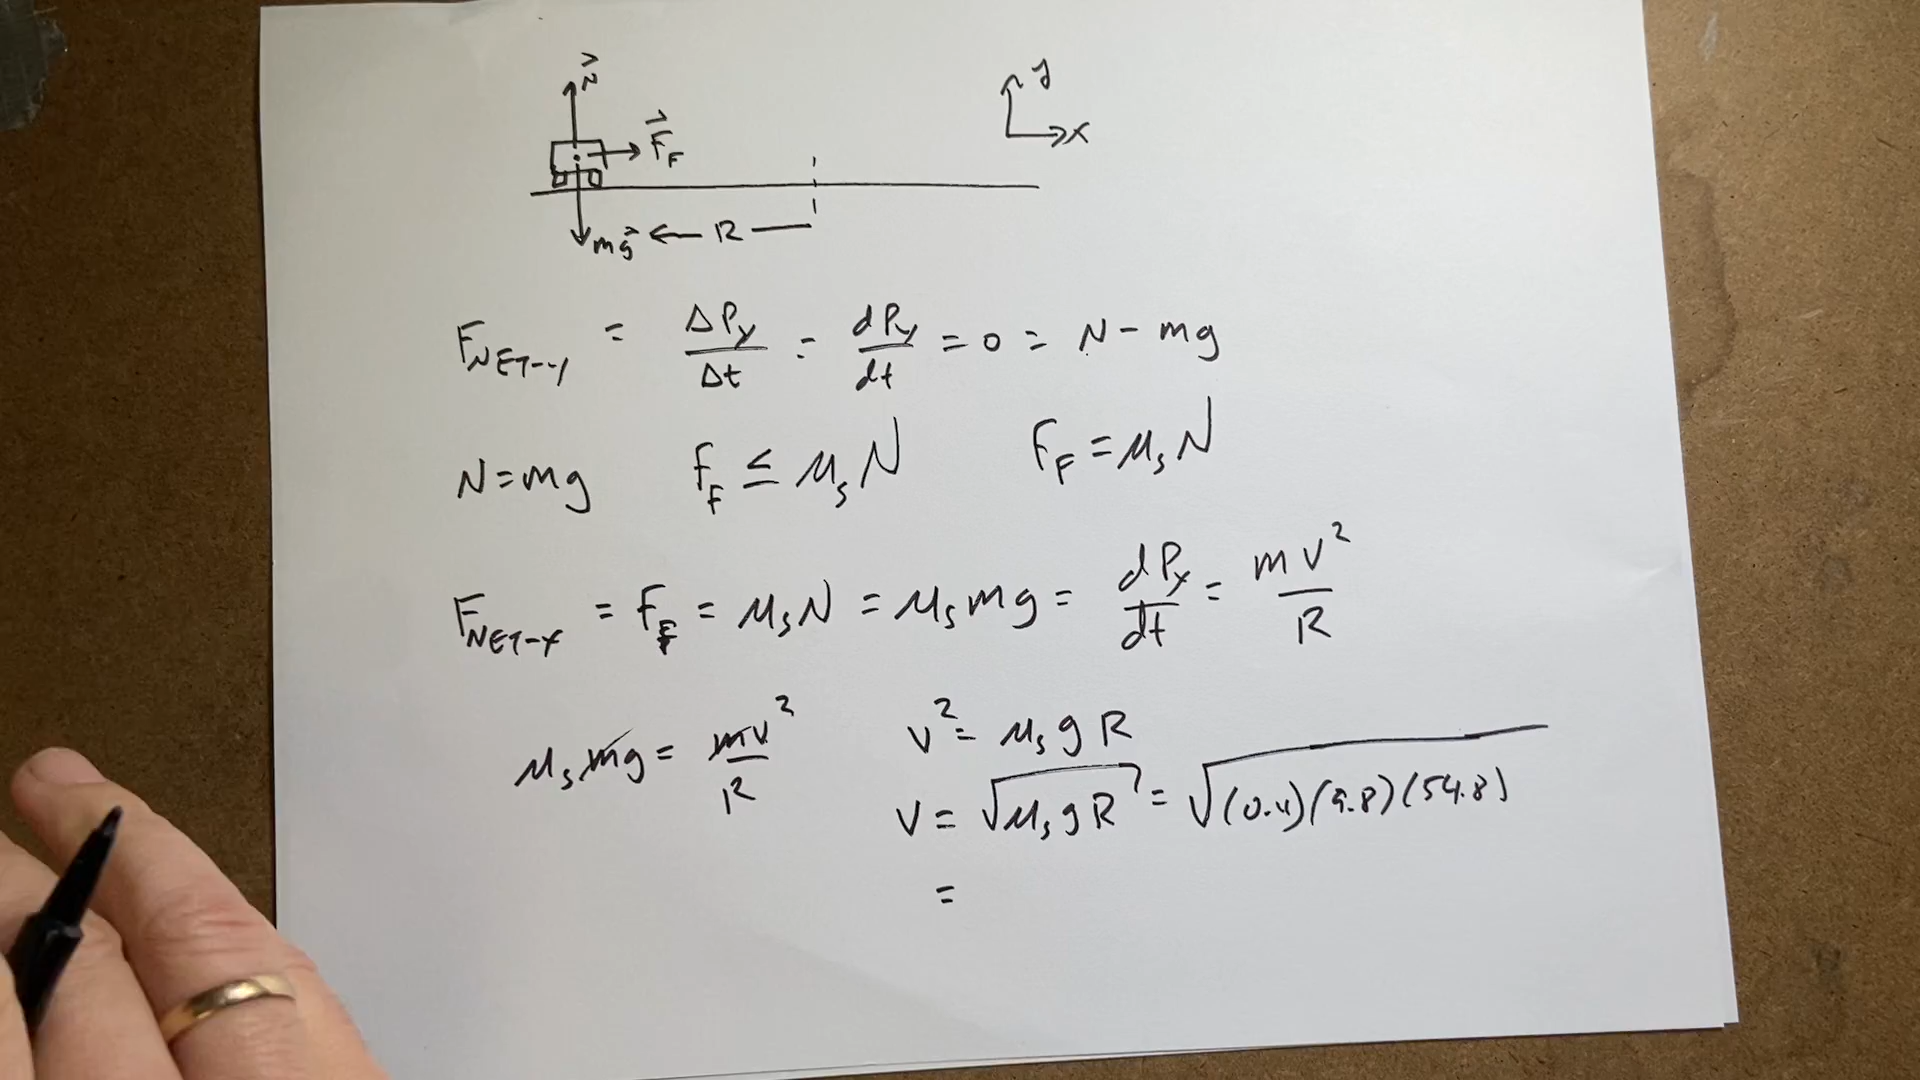 N⃗
y
F⃗_F
x
mg⃗ ← R
F_NET-y = ΔP_y/Δt = dP_y/dt = 0 = N - mg
N = mg F_F ≤ μ_s N F_F = μ_s N
F_NET-x = F_F = μ_s N = μ_s mg = dP_x/dt = mv²/R
μ_s mg = mv²/R v² = μ_s g R
v = √(μ_s g R) = √((0.4)(9.8)(54.8))
=